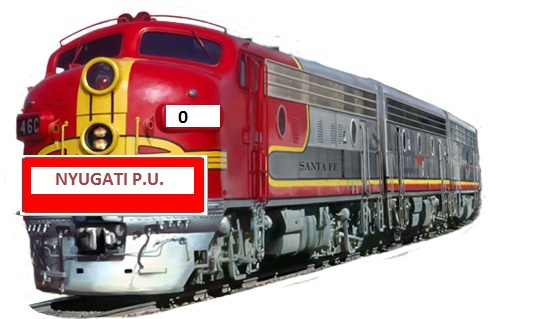 0
46C
NYUGATI P.U.
SANTA FE